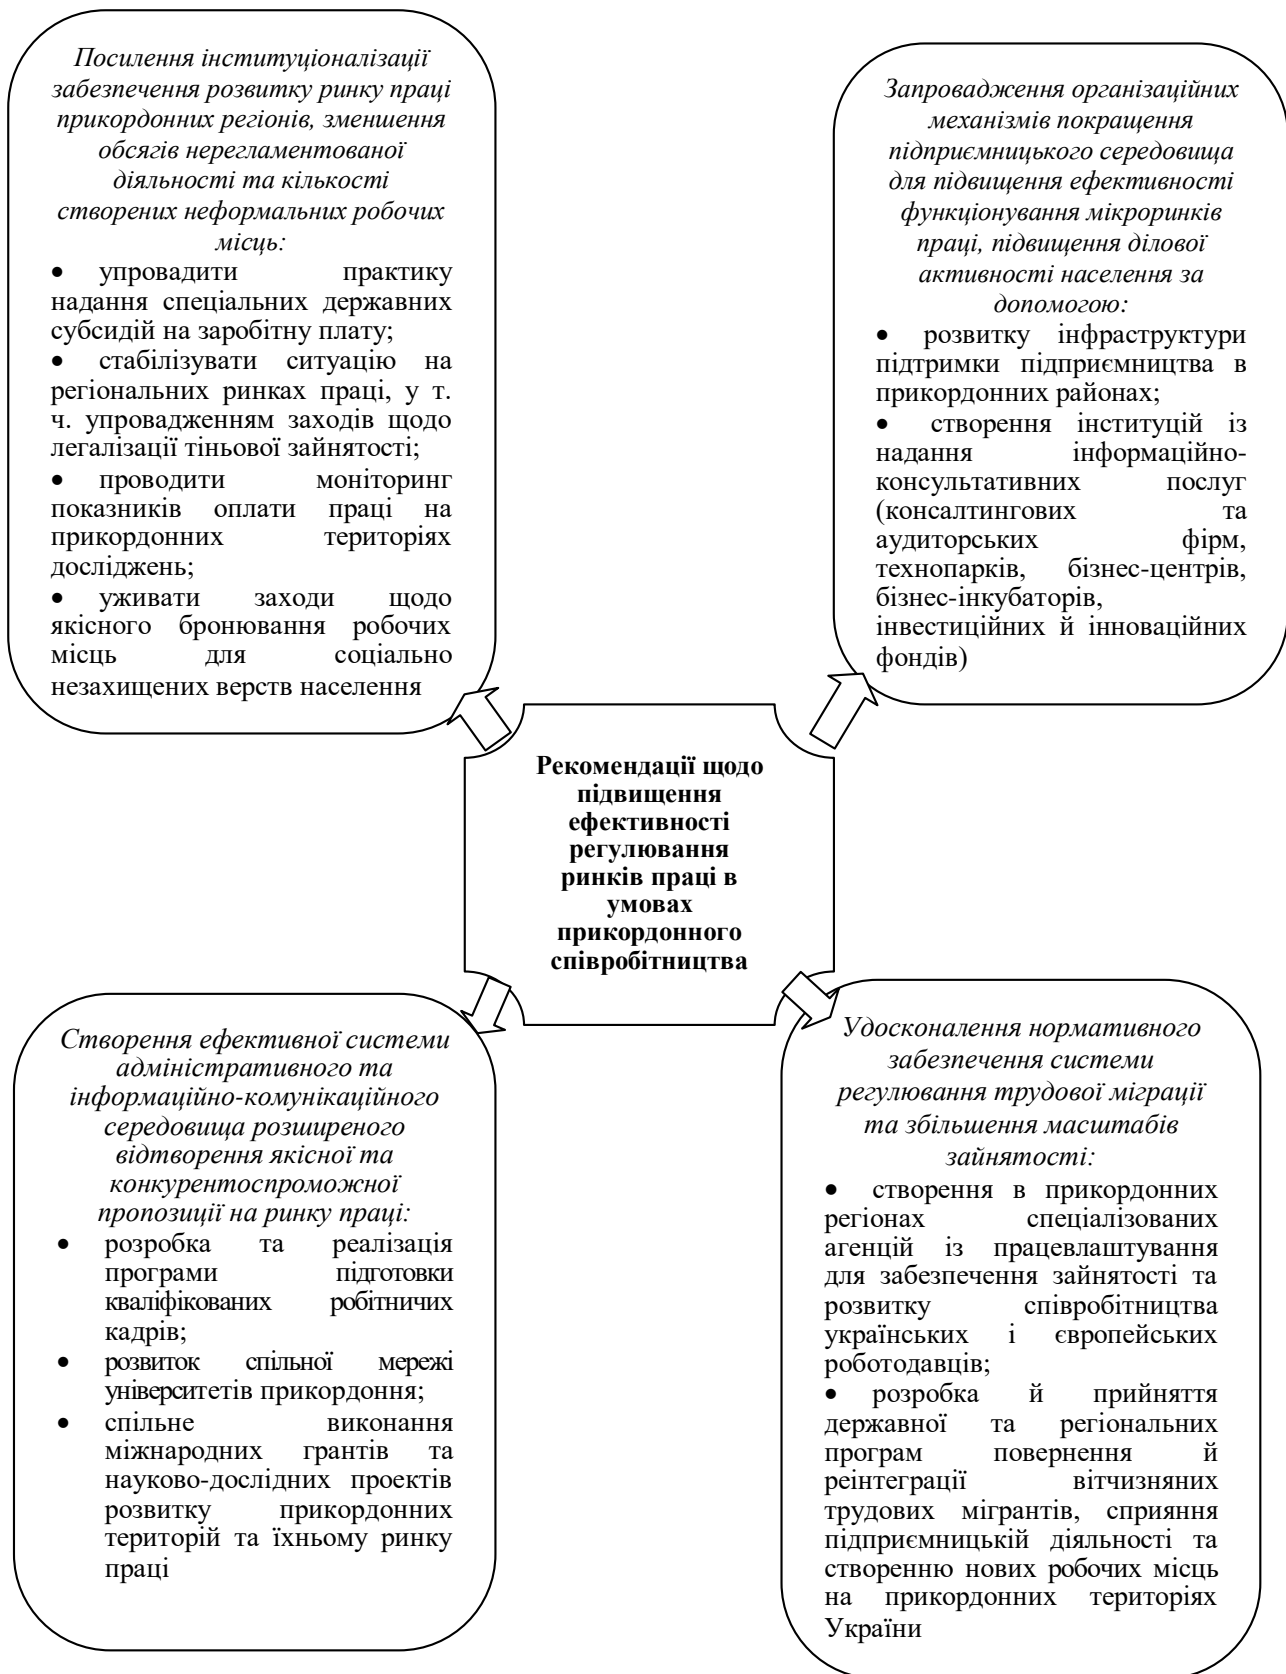 Посилення інституціоналізації
забезпечення розвитку ринку праці
прикордонних регіонів, зменшення
обсягів нерегламентованої
діяльності та кількості
створених неформальних робочих
місць:
• упровадити практику
надання спеціальних державних
субсидій на заробітну плату;
• стабілізувати ситуацію на
регіональних ринках праці, у т.
ч. упровадженням заходів щодо
легалізації тіньової зайнятості;
• проводити моніторинг
показників оплати праці на
прикордонних територіях
досліджень;
• уживати заходи щодо
якісного бронювання робочих
місць для соціально
незахищених верств населення
Запровадження організаційних
механізмів покращення
підприємницького середовища
для підвищення ефективності
функціонування мікроринків
праці, підвищення ділової
активності населення за
допомогою:
• розвитку інфраструктури
підтримки підприємництва в
прикордонних районах;
• створення інституцій із
надання інформаційно-
консультативних послуг
(консалтингових та
аудиторських фірм,
технопарків, бізнес-центрів,
бізнес-інкубаторів,
інвестиційних й інноваційних
фондів)
Рекомендації щодо
підвищення
ефективності
регулювання
ринків праці в
умовах
прикордонного
співробітництва
Створення ефективної системи
адміністративного та
інформаційно-комунікаційного
середовища розширеного
відтворення якісної та
конкурентоспроможної
пропозиції на ринку праці:
• розробка та реалізація
програми підготовки
кваліфікованих робітничих
кадрів;
• розвиток спільної мережі
університетів прикордоння;
• спільне виконання
міжнародних грантів та
науково-дослідних проектів
розвитку прикордонних
територій та їхньому ринку
праці
Удосконалення нормативного
забезпечення системи
регулювання трудової міграції
та збільшення масштабів
зайнятості:
• створення в прикордонних
регіонах спеціалізованих
агенцій із працевлаштування
для забезпечення зайнятості та
розвитку співробітництва
українських і європейських
роботодавців;
• розробка й прийняття
державної та регіональних
програм повернення й
реінтеграції вітчизняних
трудових мігрантів, сприяння
підприємницькій діяльності та
створенню нових робочих місць
на прикордонних територіях
України